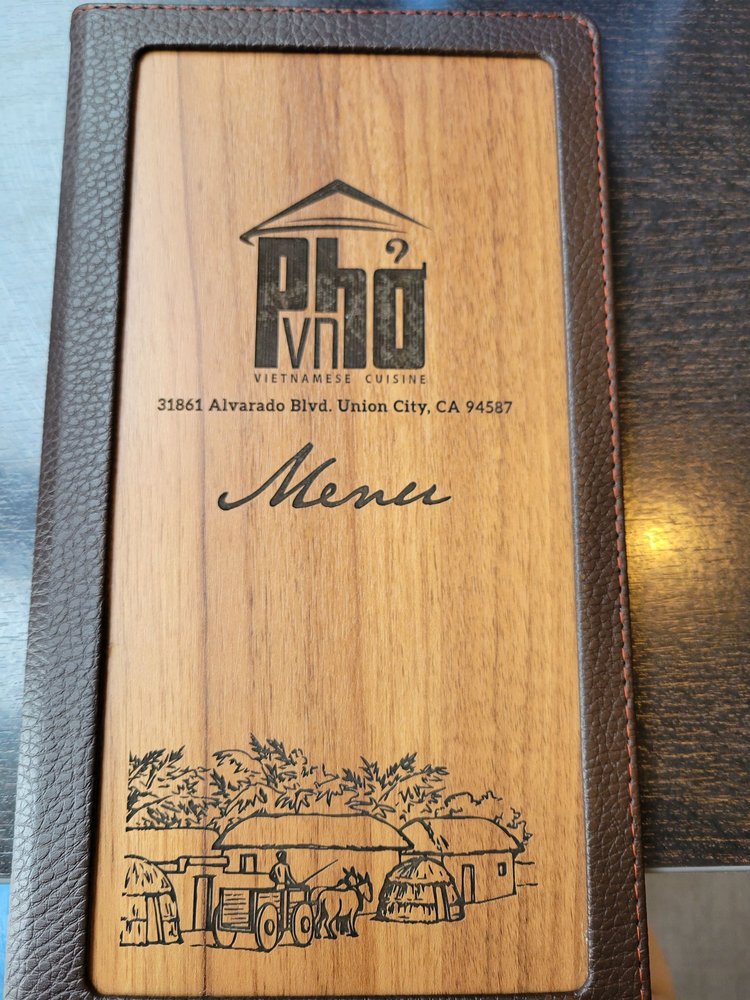 Phở
VN
VIETNAMESE CUISINE
31861 Alvarado Blvd. Union City, CA 94587
Menu